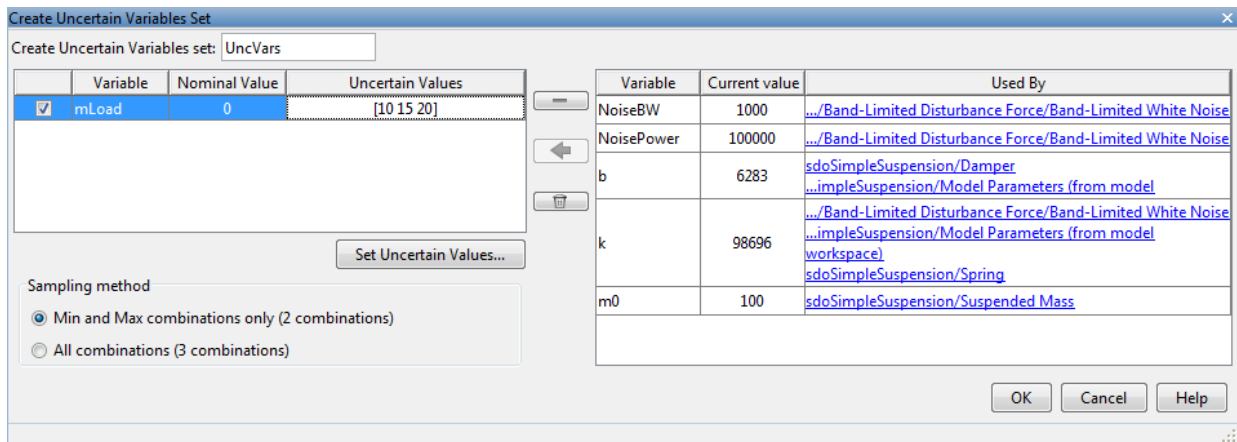 Create Uncertain Variables Set
Create Uncertain Variables set: UncVars
Variable Nominal Value Uncertain Values
mLoad 0 [10 15 20]
Set Uncertain Values...
Sampling method
Min and Max combinations only (2 combinations)
All combinations (3 combinations)
Variable Current value Used By
NoiseBW 1000 .../Band-Limited Disturbance Force/Band-Limited White Noise
NoisePower 100000 .../Band-Limited Disturbance Force/Band-Limited White Noise
b 6283 sdoSimpleSuspension/Damper
...impleSuspension/Model Parameters (from model
.../Band-Limited Disturbance Force/Band-Limited White Noise
...impleSuspension/Model Parameters (from model
k 98696 workspace)
sdoSimpleSuspension/Spring
m0 100 sdoSimpleSuspension/Suspended Mass
OK Cancel Help